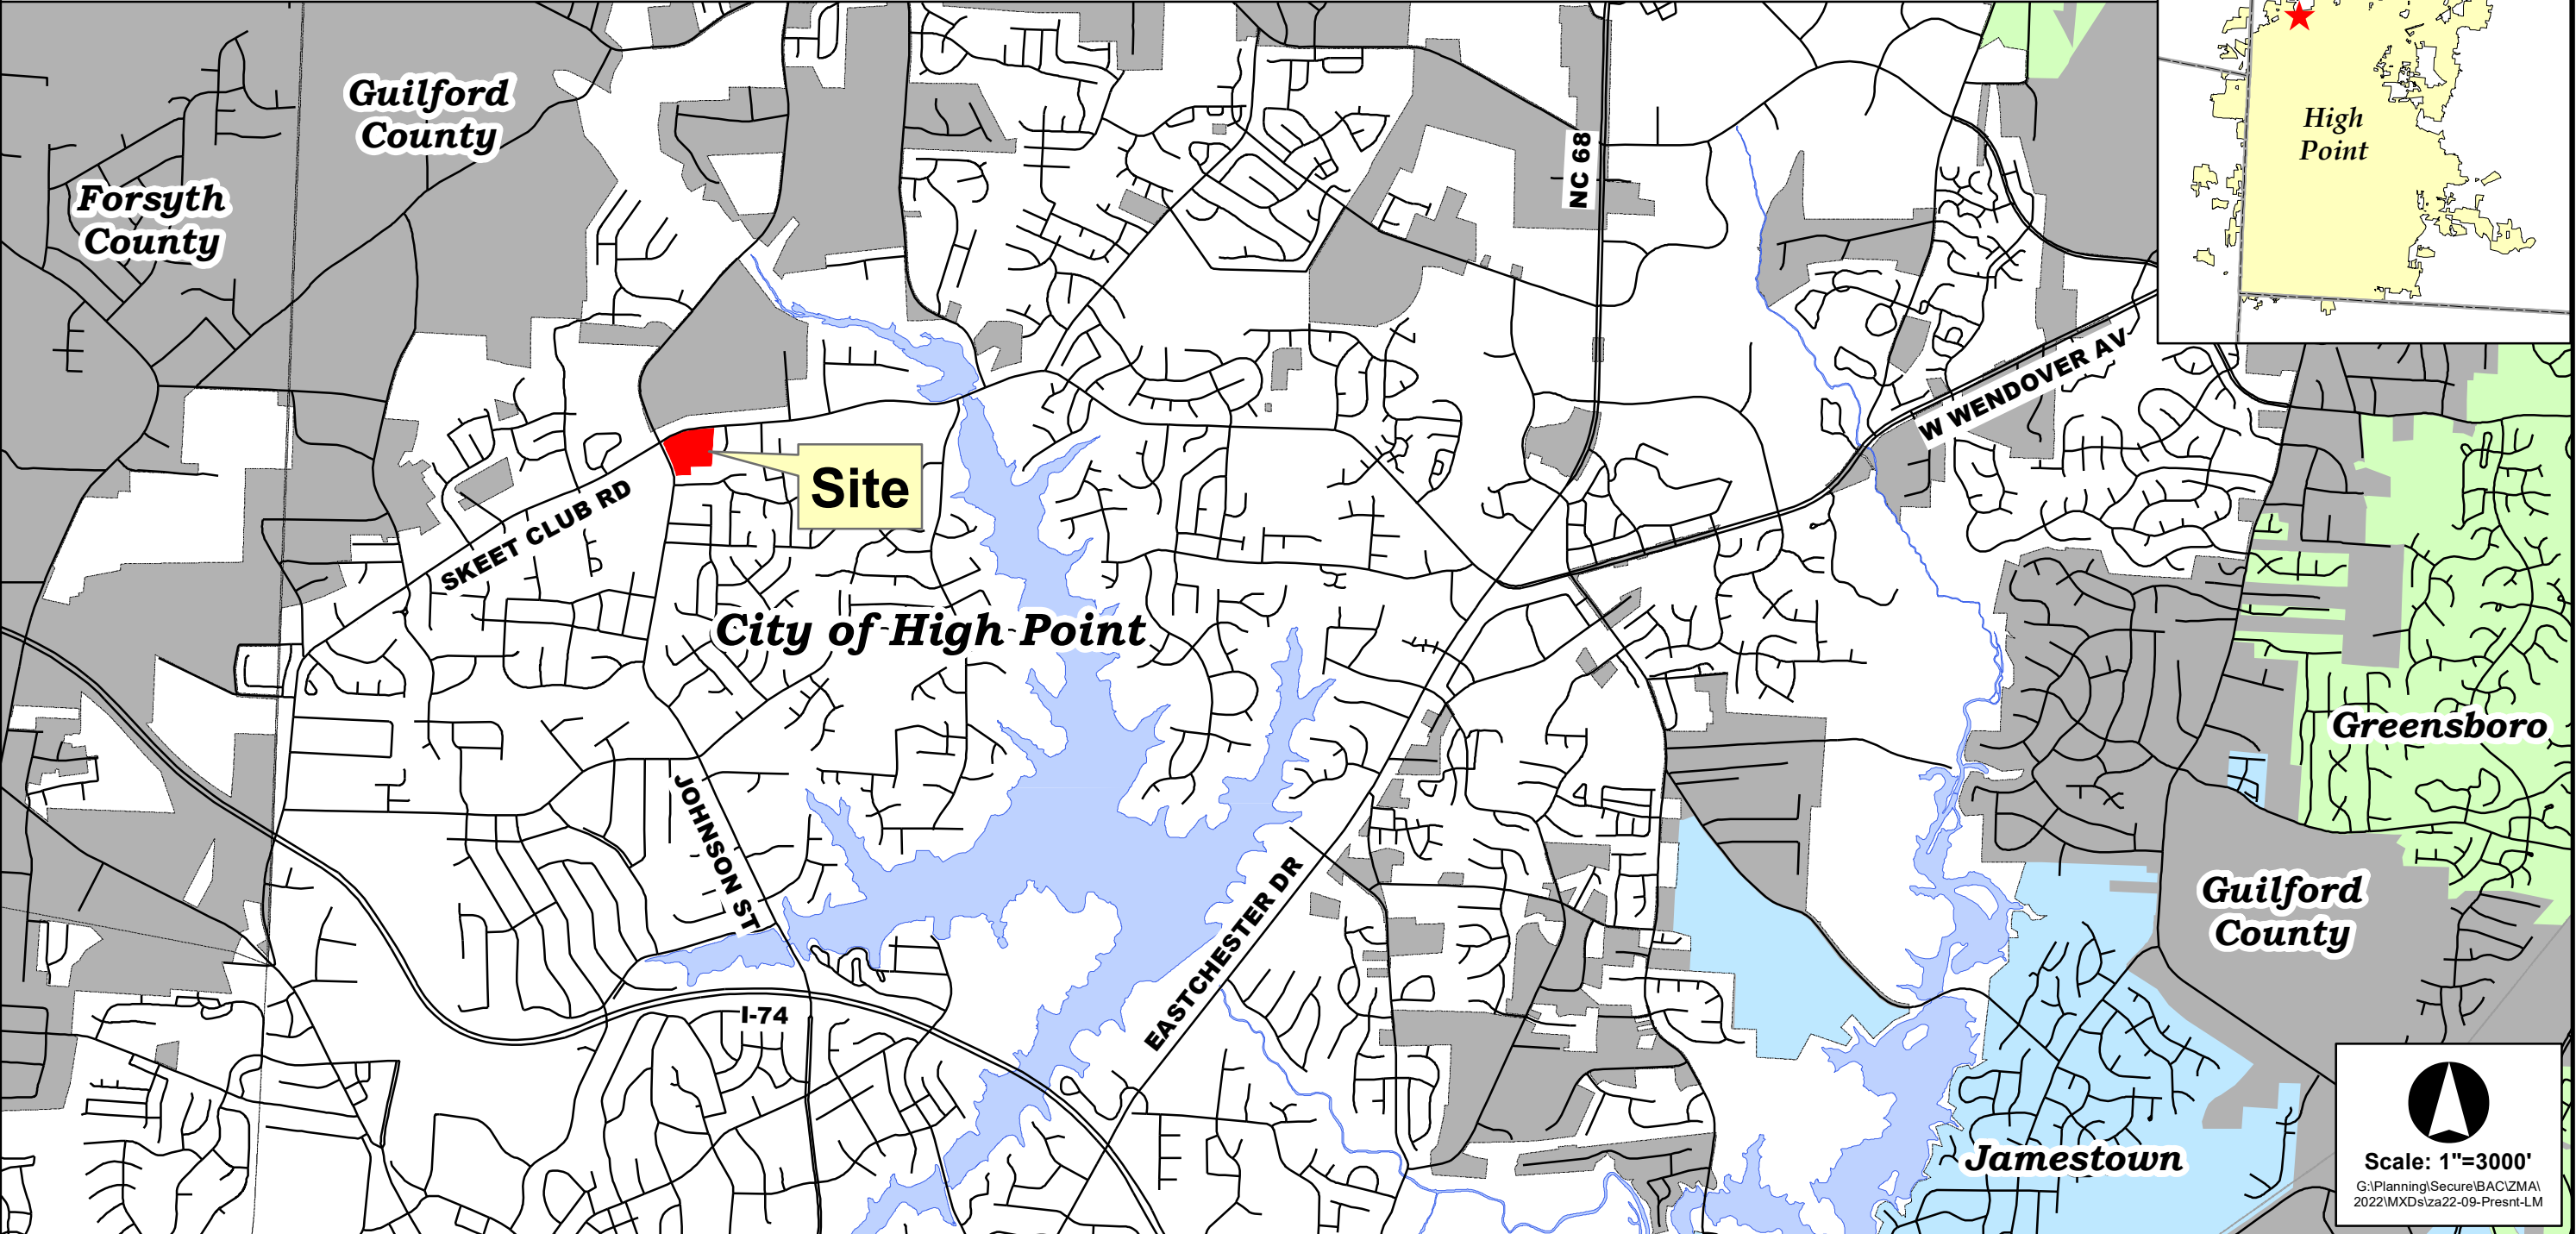 Guilford
County
Forsyth
County
NC 68
High
Point
W WENDOVER AV
Site
SKEET CLUB RD
City of High Point
Greensboro
JOHNSON ST
EASTCHESTER DR
Guilford
County
I-74
Jamestown
Scale: 1"=3000'
G:\Planning\Secure\BAC\ZMA\
2022\MXDs\za22-09-Presnt-LM